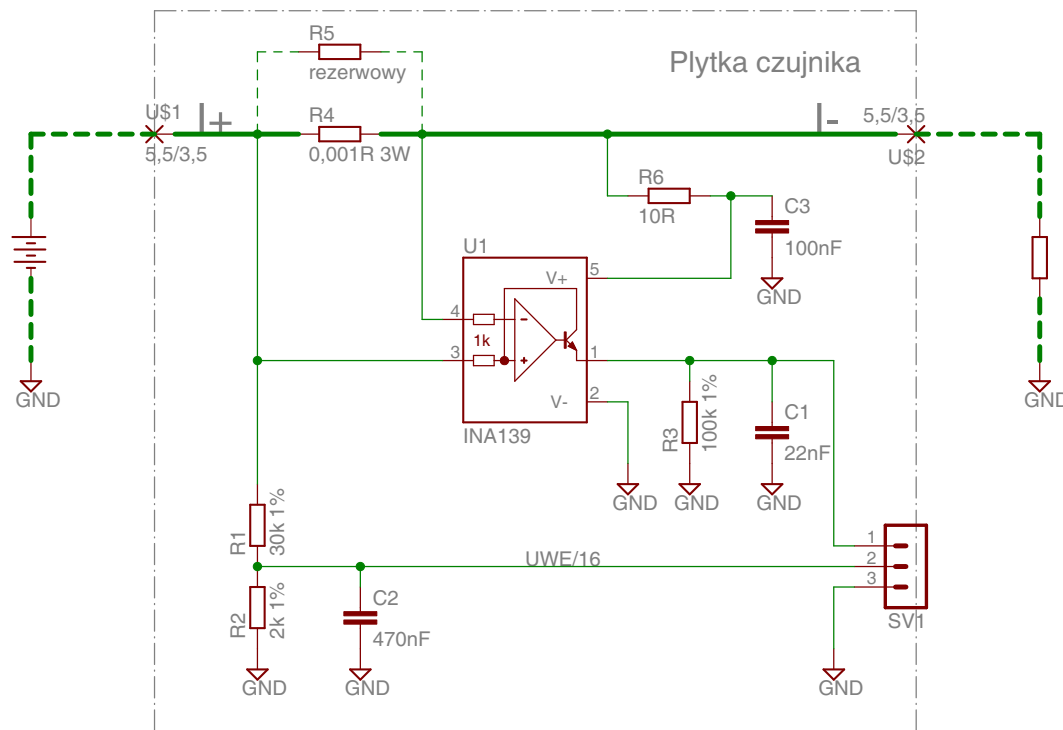 R5
rezerwowy
Plytka czujnika
U$1
I+
R4
I-
5,5/3,5
5,5/3,5
0,001R 3W
U$2
R6
10R
C3
100nF
GND
U1
V+
5
4
1k
3
1
V-
2
INA139
R3
100k 1%
C1
22nF
GND
GND
GND
GND
GND
R1
30k 1%
UWE/16
1
2
3
SV1
R2
2k 1%
C2
470nF
GND
GND
GND